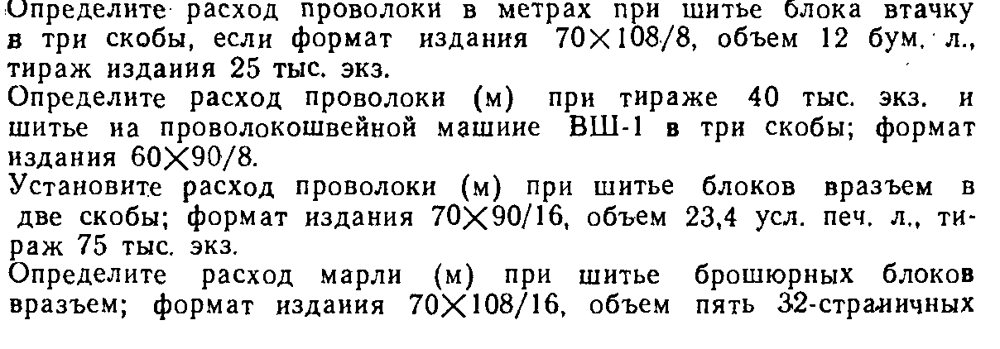 Определите расход проволоки в метрах при шитье блока втачку
в три скобы, если формат издания 70×108/8, объем 12 бум. л.,
тираж издания 25 тыс. экз.
Определите расход проволоки (м) при тираже 40 тыс. экз. и
шитье на проволокошвейной машине ВШ-1 в три скобы; формат
издания 60×90/8.
Установите расход проволоки (м) при шитье блоков вразъем в
две скобы; формат издания 70×90/16, объем 23,4 усл. печ. л., ти-
раж 75 тыс. экз.
Определите расход марли (м) при шитье брошюрных блоков
вразъем; формат издания 70×108/16, объем пять 32-страничных